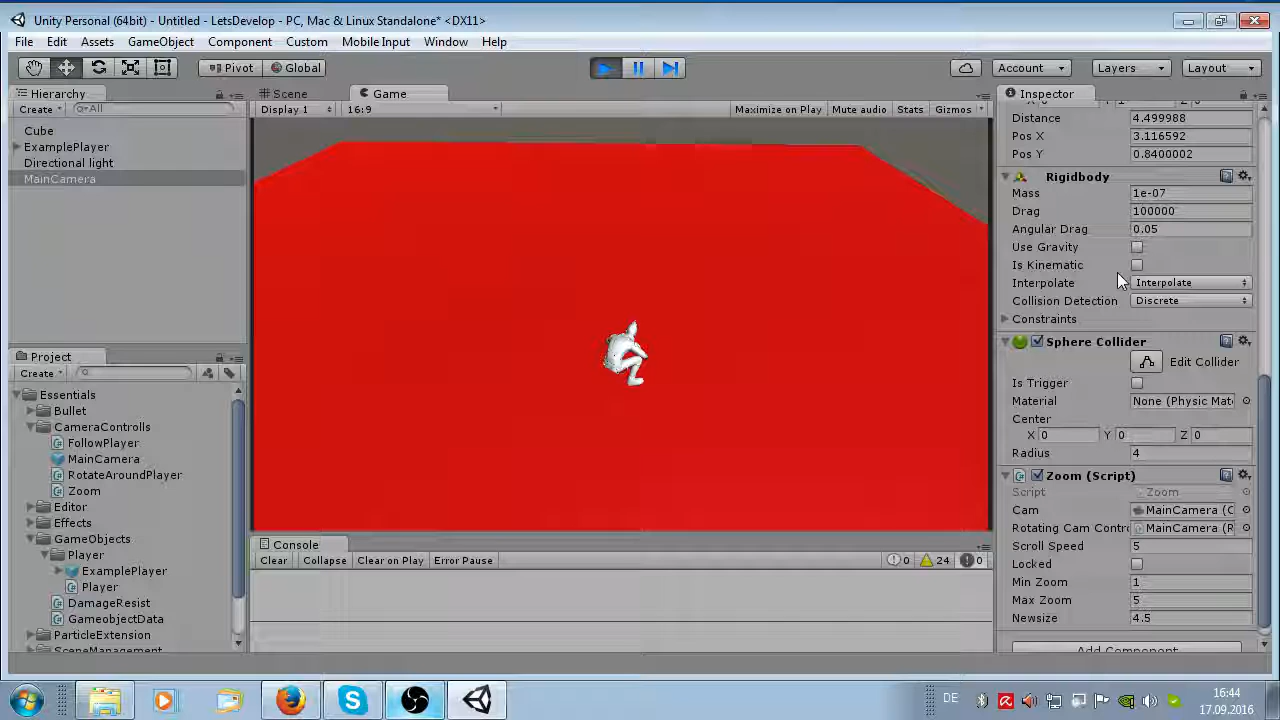 Unity Personal (64bit) - Untitled - LetsDevelop - PC, Mac & Linux Standalone* <DX11>
File Edit Assets GameObject Component Custom Mobile Input Window Help
Pivot Global Account Layers Layout
Hierarchy
Create All
Cube
ExamplePlayer
Directional light
MainCamera
Scene Game
Display 1 16:9 Maximize on Play Mute audio Stats Gizmos
Project
Create
Essentials
Bullet
CameraControlls
FollowPlayer
MainCamera
RotateAroundPlayer
Zoom
Editor
Effects
GameObjects
Player
ExamplePlayer
Player
DamageResist
GameobjectData
ParticleExtension
SceneManagement
Console
Clear Collapse Clear on Play Error Pause 0 24 0
Inspector
Distance 4.499988
Pos X 3.116592
Pos Y 0.8400002
Rigidbody
Mass 1e-07
Drag 100000
Angular Drag 0.05
Use Gravity
Is Kinematic
Interpolate Interpolate
Collision Detection Discrete
Constraints
Sphere Collider
Edit Collider
Is Trigger
Material None (Physic Mat
Center
X 0 Y 0 Z 0
Radius 4
Zoom (Script)
Script Zoom
Cam MainCamera (C
Rotating Cam Contr MainCamera (R
Scroll Speed 5
Locked
Min Zoom 1
Max Zoom 5
Newsize 4.5
Add Component
DE 16:44
17.09.2016